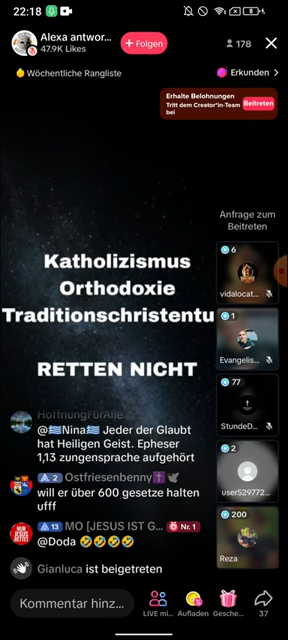 22:18
Alexa antwor...
47.9K Likes
+ Folgen
178
Wöchentliche Rangliste
Erkunden
Erhalte Belohnungen
Tritt dem Creator*in-Team
bei
Beitreten
Anfrage zum
Beitreten
Katholizismus
Orthodoxie
Traditionschristentu
RETTEN NICHT
6
vidalocat...
1
Evangelis...
77
StundeD...
2
user529772...
200
Reza
HoffnungFürAlle
@🇬🇷Nina🇬🇷 Jeder der Glaubt
hat Heiligen Geist. Epheser
1,13 zungensprache aufgehört
2 Ostfriesenbenny✝️🕊️
will er über 600 gesetze halten
ufff
NUR JESUS RETTET
13 MO [JESUS IST G... Nr. 1
@Doda 🤣🤣🤣🤣
Gianluca ist beigetreten
Kommentar hinz...
LIVE mi...
Aufladen
Gesche...
37